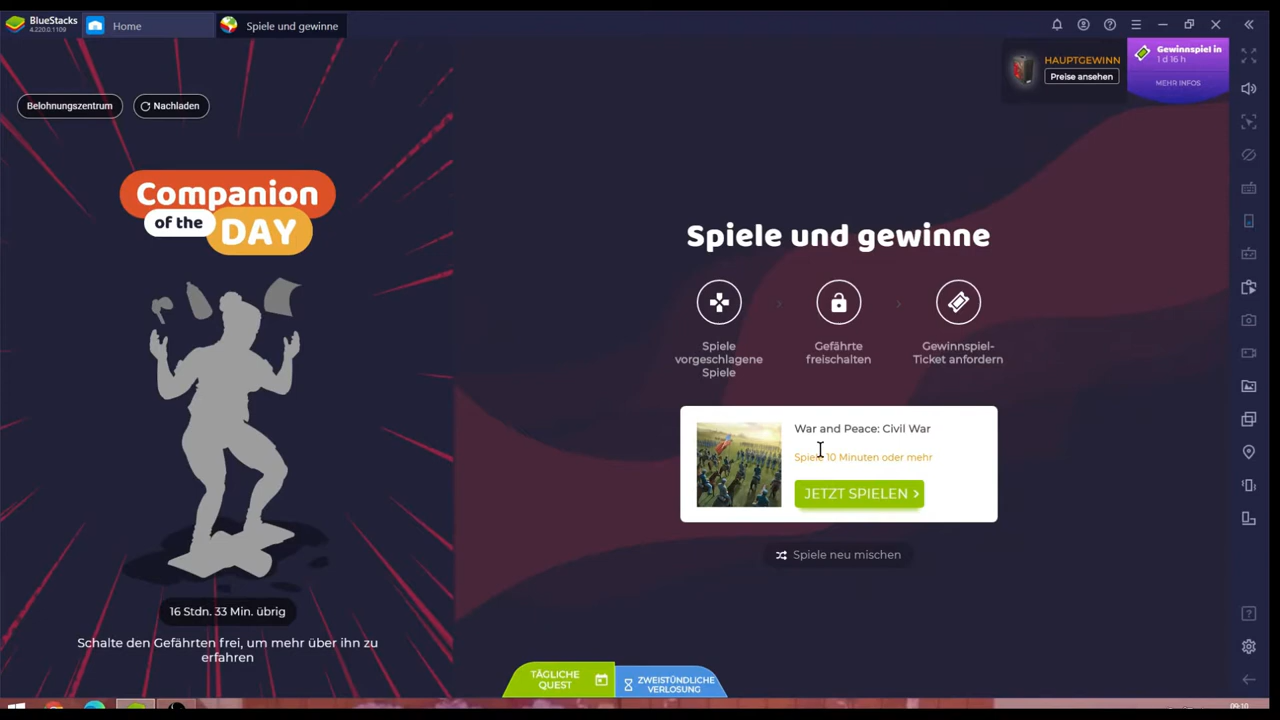 BlueStacks
4.220.0.1109
Home
Spiele und gewinne
HAUPTGEWINN
Preise ansehen
Gewinnspiel in
1 d 16 h
MEHR INFOS
Belohnungszentrum
Nachladen
Companion
of the
DAY
16 Stdn. 33 Min. übrig
Schalte den Gefährten frei, um mehr über ihn zu
erfahren
Spiele und gewinne
Spiele
vorgeschlagene
Spiele
Gefährte
freischalten
Gewinnspiel-
Ticket anfordern
War and Peace: Civil War
Spiele 10 Minuten oder mehr
JETZT SPIELEN
Spiele neu mischen
TÄGLICHE
QUEST
ZWEISTÜNDLICHE
VERLOSUNG
09:10